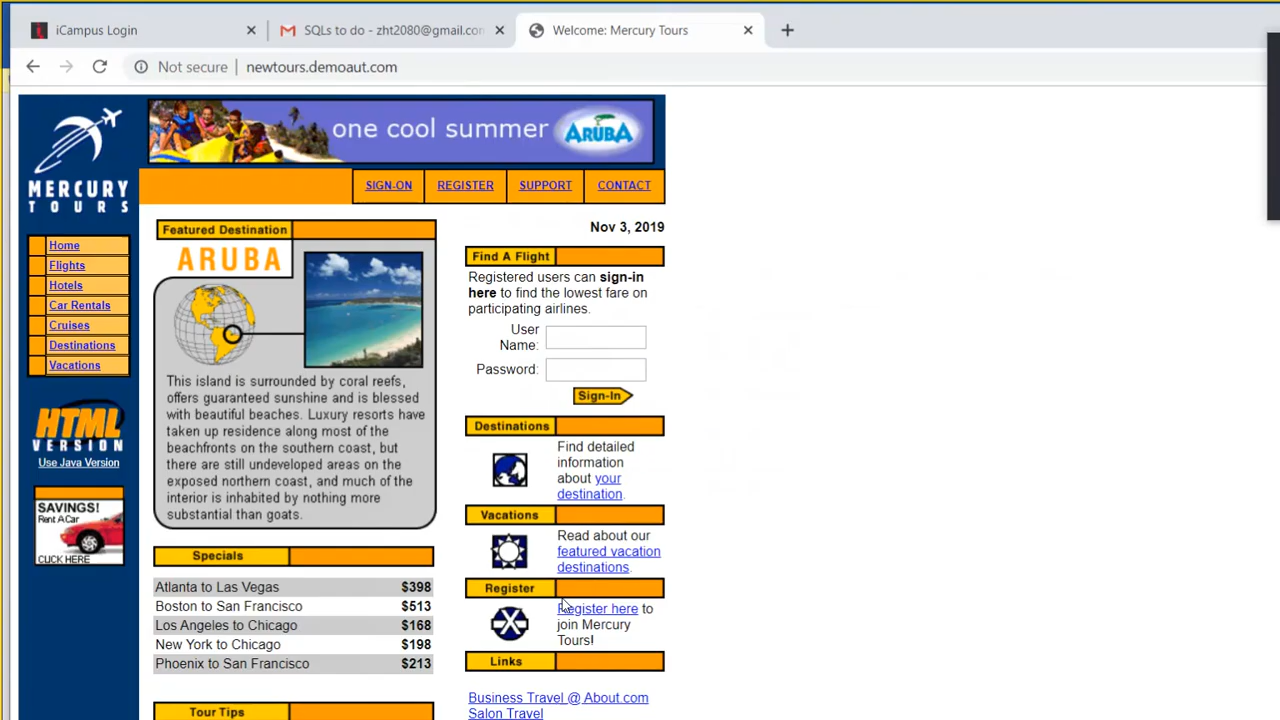 iCampus Login
SQLs to do - zht2080@gmail.con
Welcome: Mercury Tours
Not secure
newtours.demoaut.com
MERCURY
TOURS
one cool summer
ARUBA
SIGN-ON
REGISTER
SUPPORT
CONTACT
Home
Flights
Hotels
Car Rentals
Cruises
Destinations
Vacations
HTML
VERSION
Use Java Version
SAVINGS!
Rent A Car
CLICK HERE
Featured Destination
ARUBA
This island is surrounded by coral reefs,
offers guaranteed sunshine and is blessed
with beautiful beaches. Luxury resorts have
taken up residence along most of the
beachfronts on the southern coast, but
there are still undeveloped areas on the
exposed northern coast, and much of the
interior is inhabited by nothing more
substantial than goats.
Specials
Atlanta to Las Vegas $398
Boston to San Francisco $513
Los Angeles to Chicago $168
New York to Chicago $198
Phoenix to San Francisco $213
Tour Tips
Nov 3, 2019
Find A Flight
Registered users can sign-in
here to find the lowest fare on
participating airlines.
User
Name:
Password:
Sign-In
Destinations
Find detailed
information
about your
destination.
Vacations
Read about our
featured vacation
destinations.
Register
Register here to
join Mercury
Tours!
Links
Business Travel @ About.com
Salon Travel